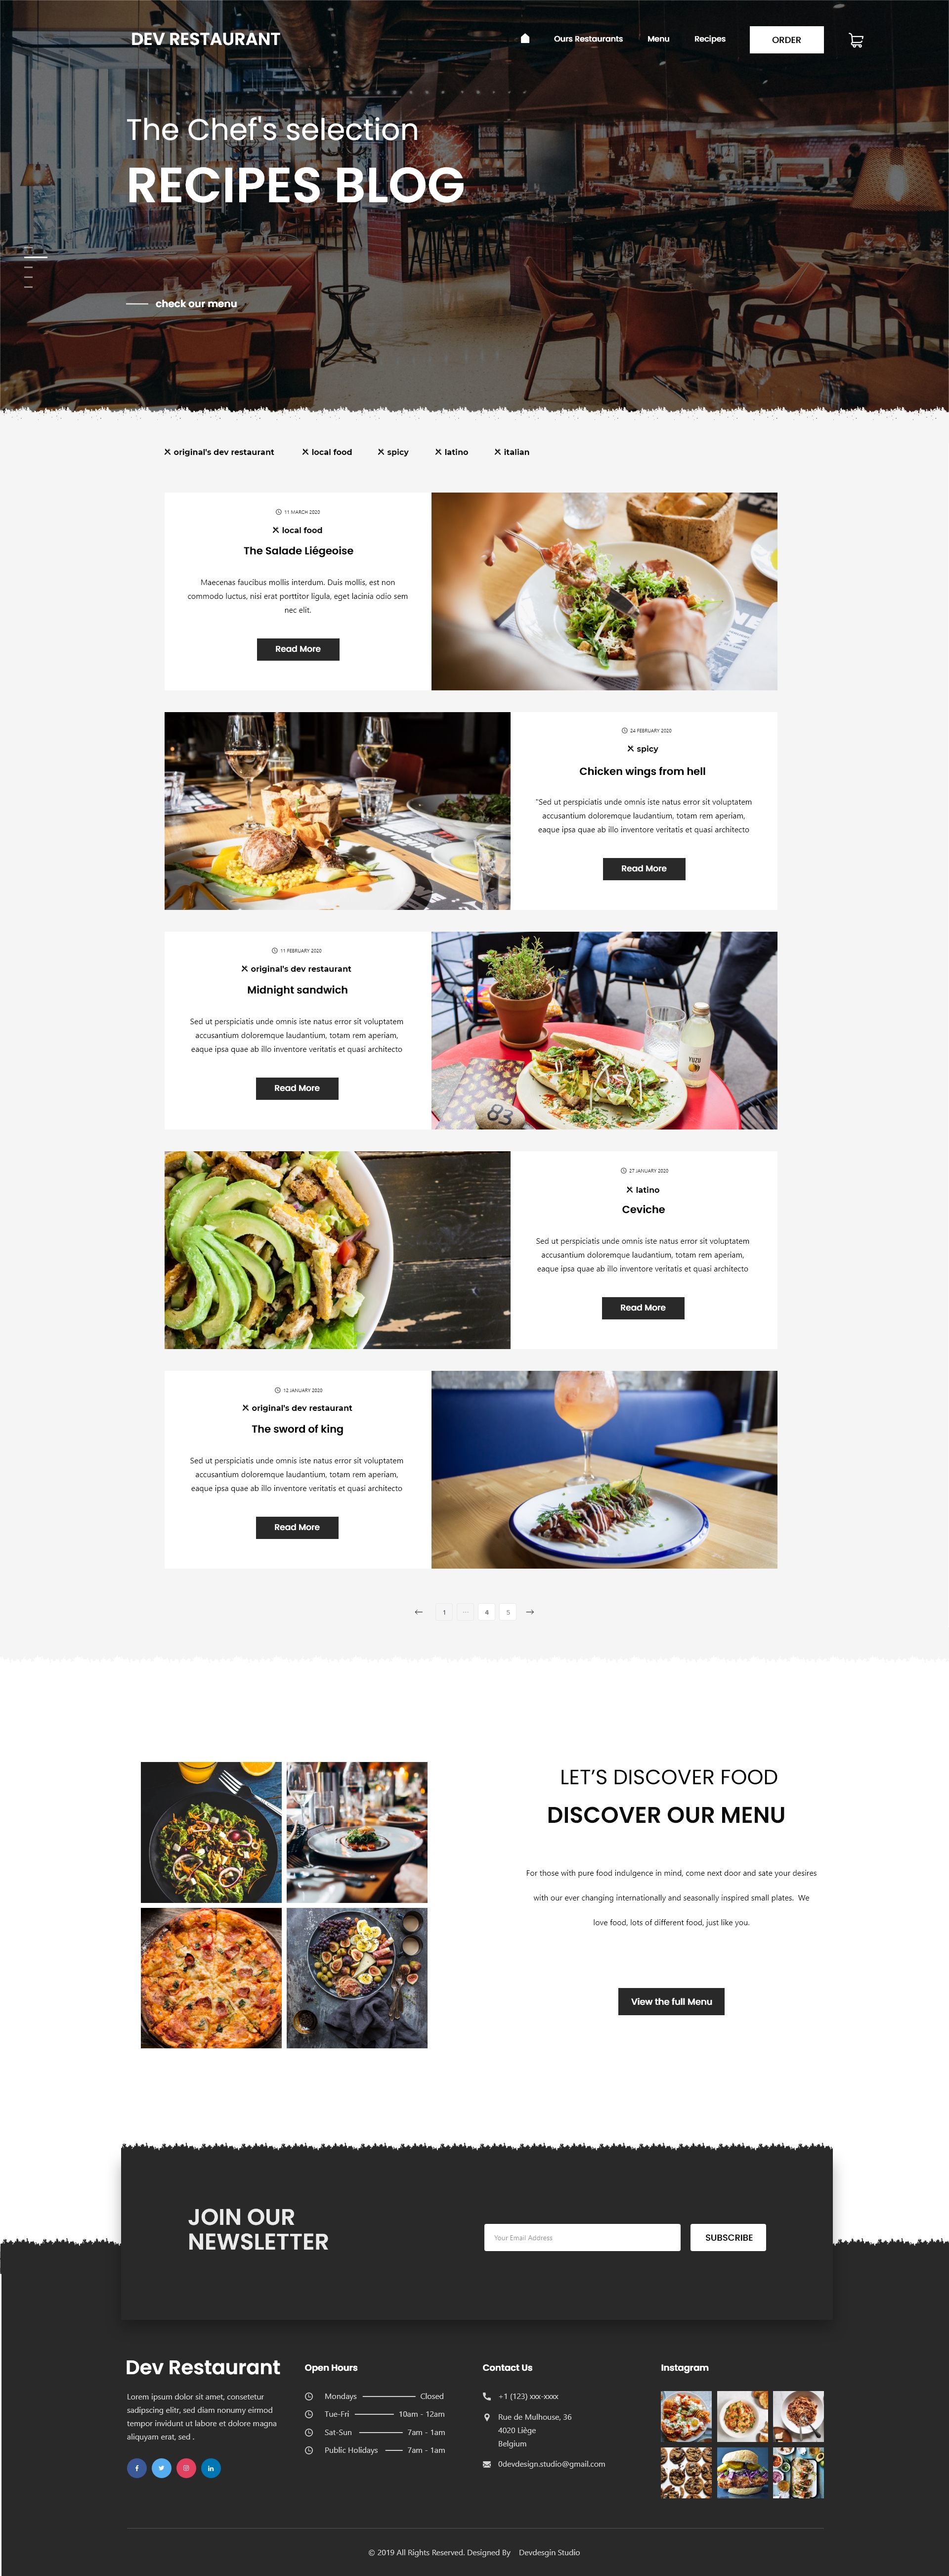 DEV RESTAURANT
Ours Restaurants
Menu
Recipes
ORDER
The Chef's selection
RECIPES BLOG
check our menu
original's dev restaurant
local food
spicy
latino
italian
11 MARCH 2020
local food
The Salade Liégeoise
Maecenas faucibus mollis interdum. Duis mollis, est non
commodo luctus, nisi erat porttitor ligula, eget lacinia odio sem
nec elit.
Read More
24 FEBRUARY 2020
spicy
Chicken wings from hell
"Sed ut perspiciatis unde omnis iste natus error sit voluptatem
accusantium doloremque laudantium, totam rem aperiam,
eaque ipsa quae ab illo inventore veritatis et quasi architecto
Read More
11 FEBRUARY 2020
original's dev restaurant
Midnight sandwich
Sed ut perspiciatis unde omnis iste natus error sit voluptatem
accusantium doloremque laudantium, totam rem aperiam,
eaque ipsa quae ab illo inventore veritatis et quasi architecto
Read More
YUZU
83
27 JANUARY 2020
latino
Ceviche
Sed ut perspiciatis unde omnis iste natus error sit voluptatem
accusantium doloremque laudantium, totam rem aperiam,
eaque ipsa quae ab illo inventore veritatis et quasi architecto
Read More
12 JANUARY 2020
original's dev restaurant
The sword of king
Sed ut perspiciatis unde omnis iste natus error sit voluptatem
accusantium doloremque laudantium, totam rem aperiam,
eaque ipsa quae ab illo inventore veritatis et quasi architecto
Read More
1 ... 4 5
LET'S DISCOVER FOOD
DISCOVER OUR MENU
For those with pure food indulgence in mind, come next door and sate your desires
with our ever changing internationally and seasonally inspired small plates. We
love food, lots of different food, just like you.
View the full Menu
JOIN OUR
NEWSLETTER
Your Email Address
SUBSCRIBE
Dev Restaurant
Lorem ipsum dolor sit amet, consetetur
sadipscing elitr, sed diam nonumy eirmod
tempor invidunt ut labore et dolore magna
aliquyam erat, sed .
Open Hours
Mondays Closed
Tue-Fri 10am - 12am
Sat-Sun 7am - 1am
Public Holidays 7am - 1am
Contact Us
+1 (123) xxx-xxxx
Rue de Mulhouse, 36
4020 Liège
Belgium
0devdesign.studio@gmail.com
Instagram
© 2019 All Rights Reserved. Designed By Devdesgin Studio